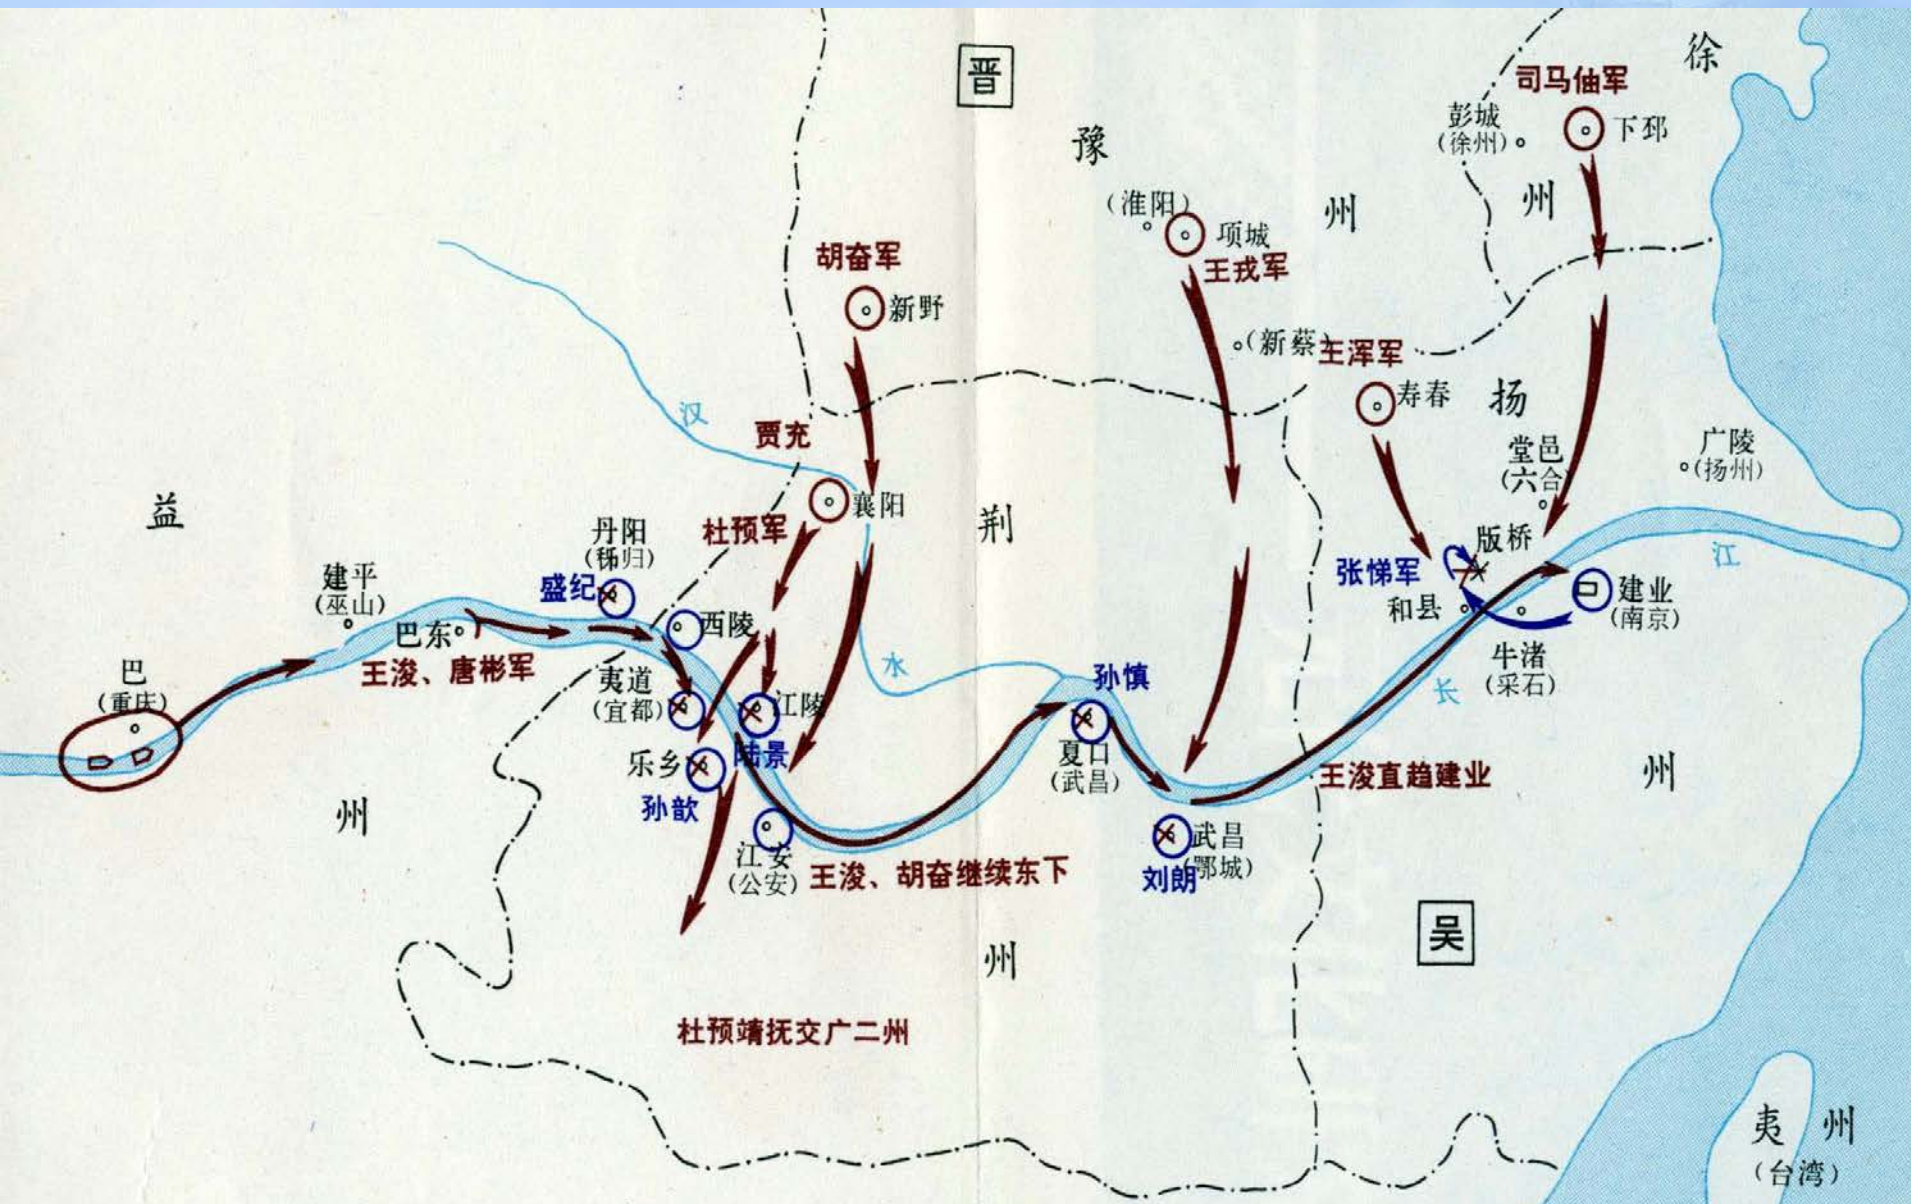 徐
晋
司马伷军
彭城
(徐州)
下邳
豫
州
州
(淮阳)
项城
王戎军
胡奋军
新野
(新蔡)
王浑军
寿春
扬
汉
贾充
堂邑
(六合)
广陵
(扬州)
益
襄阳
杜预军
荆
丹阳
(秭归)
版桥
江
建平
(巫山)
盛纪
张悌军
建业
(南京)
和县
巴东
西陵
牛渚
(采石)
王浚、唐彬军
巴
(重庆)
夷道
(宜都)
水
孙慎
长
江陵
陆景
乐乡
夏口
(武昌)
王浚直趋建业
州
孙歆
州
江安
(公安)
王浚、胡奋继续东下
武昌
(鄂城)
刘朗
吴
州
杜预靖抚交广二州
夷州
(台湾)